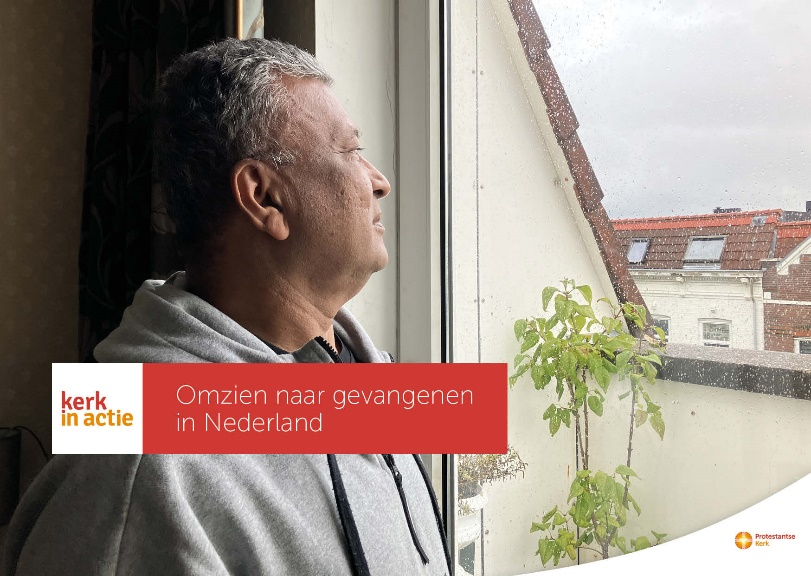 kerk
in actie
Omzien naar gevangenen
in Nederland
Protestantse
Kerk